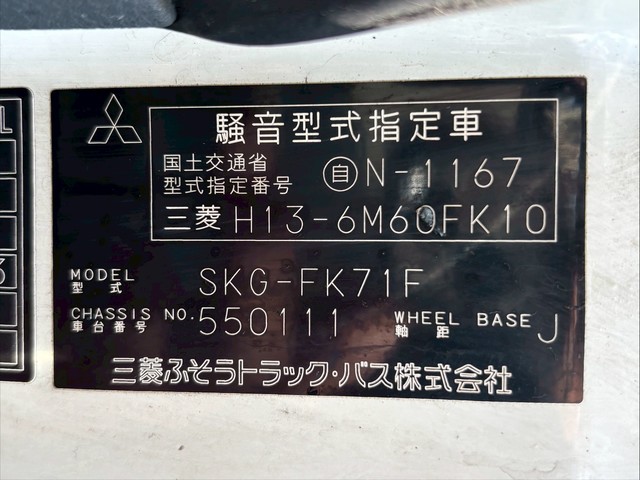 騒音型式指定車
国土交通省
型式指定番号 自N-1167
三菱 H13-6M60FK10
MODEL
型式 SKG-FK71F
CHASSIS NO.
車台番号 550111 WHEEL BASE
軸距 J
三菱ふそうトラック・バス株式会社
L
3